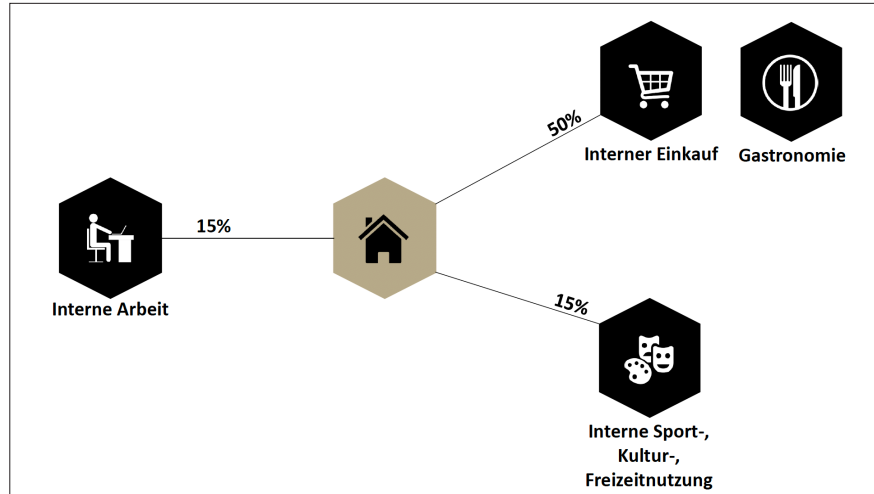 50%
Interner Einkauf
Gastronomie
15%
Interne Arbeit
15%
Interne Sport-,
Kultur-,
Freizeitnutzung